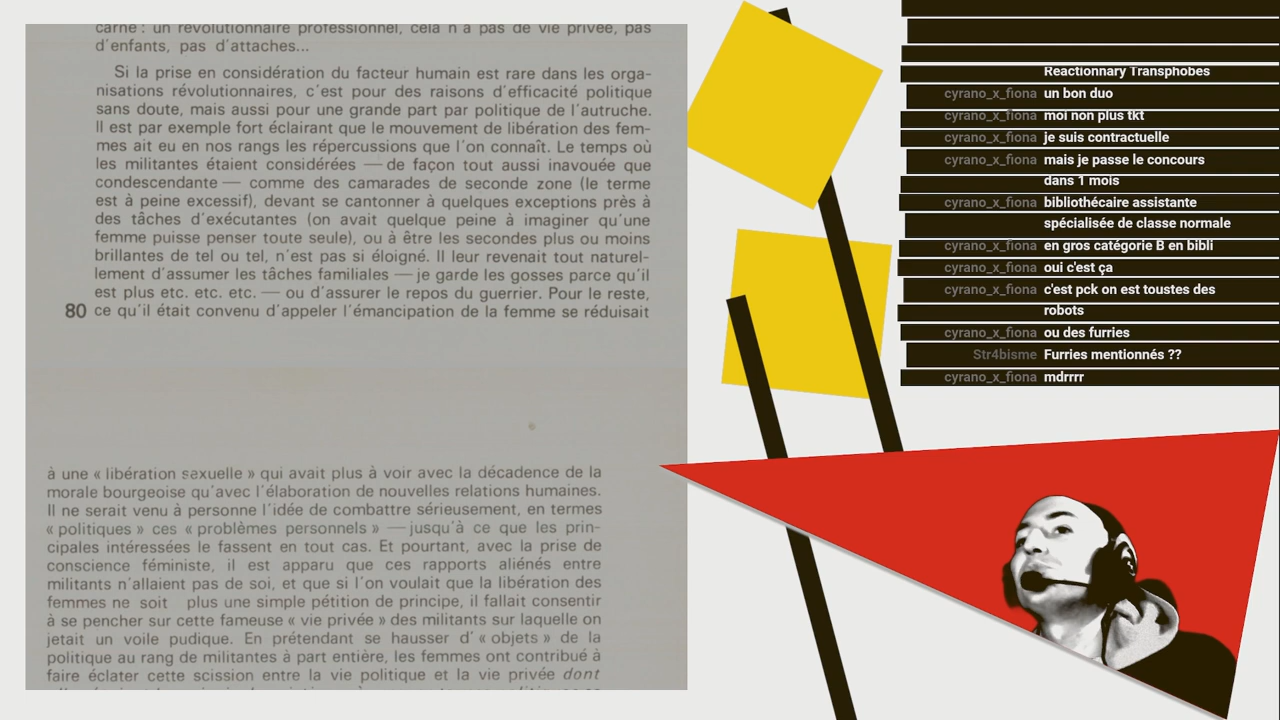 carné : un révolutionnaire professionnel, cela n'a pas de vie privée, pas
d'enfants, pas d'attaches...
Si la prise en considération du facteur humain est rare dans les orga-
nisations révolutionnaires, c'est pour des raisons d'efficacité politique
sans doute, mais aussi pour une grande part par politique de l'autruche.
Il est par exemple fort éclairant que le mouvement de libération des fem-
mes ait eu en nos rangs les répercussions que l'on connaît. Le temps où
les militantes étaient considérées — de façon tout aussi inavouée que
condescendante — comme des camarades de seconde zone (le terme
est à peine excessif), devant se cantonner à quelques exceptions près à
des tâches d'exécutantes (on avait quelque peine à imaginer qu'une
femme puisse penser toute seule), ou à être les secondes plus ou moins
brillantes de tel ou tel, n'est pas si éloigné. Il leur revenait tout naturel-
lement d'assumer les tâches familiales — je garde les gosses parce qu'il
est plus etc. etc. etc. — ou d'assurer le repos du guerrier. Pour le reste,
80 ce qu'il était convenu d'appeler l'émancipation de la femme se réduisait
à une « libération sexuelle » qui avait plus à voir avec la décadence de la
morale bourgeoise qu'avec l'élaboration de nouvelles relations humaines.
Il ne serait venu à personne l'idée de combattre sérieusement, en termes
« politiques » ces « problèmes personnels » — jusqu'à ce que les prin-
cipales intéressées le fassent en tout cas. Et pourtant, avec la prise de
conscience féministe, il est apparu que ces rapports aliénés entre
militants n'allaient pas de soi, et que si l'on voulait que la libération des
femmes ne soit plus une simple pétition de principe, il fallait consentir
à se pencher sur cette fameuse « vie privée » des militants sur laquelle on
jetait un voile pudique. En prétendant se hausser d' « objets » de la
politique au rang de militantes à part entière, les femmes ont contribué à
faire éclater cette scission entre la vie politique et la vie privée dont
Reactionnary Transphobes
cyrano_x_fiona un bon duo
cyrano_x_fiona moi non plus tkt
cyrano_x_fiona je suis contractuelle
cyrano_x_fiona mais je passe le concours
dans 1 mois
cyrano_x_fiona bibliothécaire assistante
spécialisée de classe normale
cyrano_x_fiona en gros catégorie B en bibli
cyrano_x_fiona oui c'est ça
cyrano_x_fiona c'est pck on est toustes des
robots
cyrano_x_fiona ou des furries
Str4bisme Furries mentionnés ??
cyrano_x_fiona mdrrrr